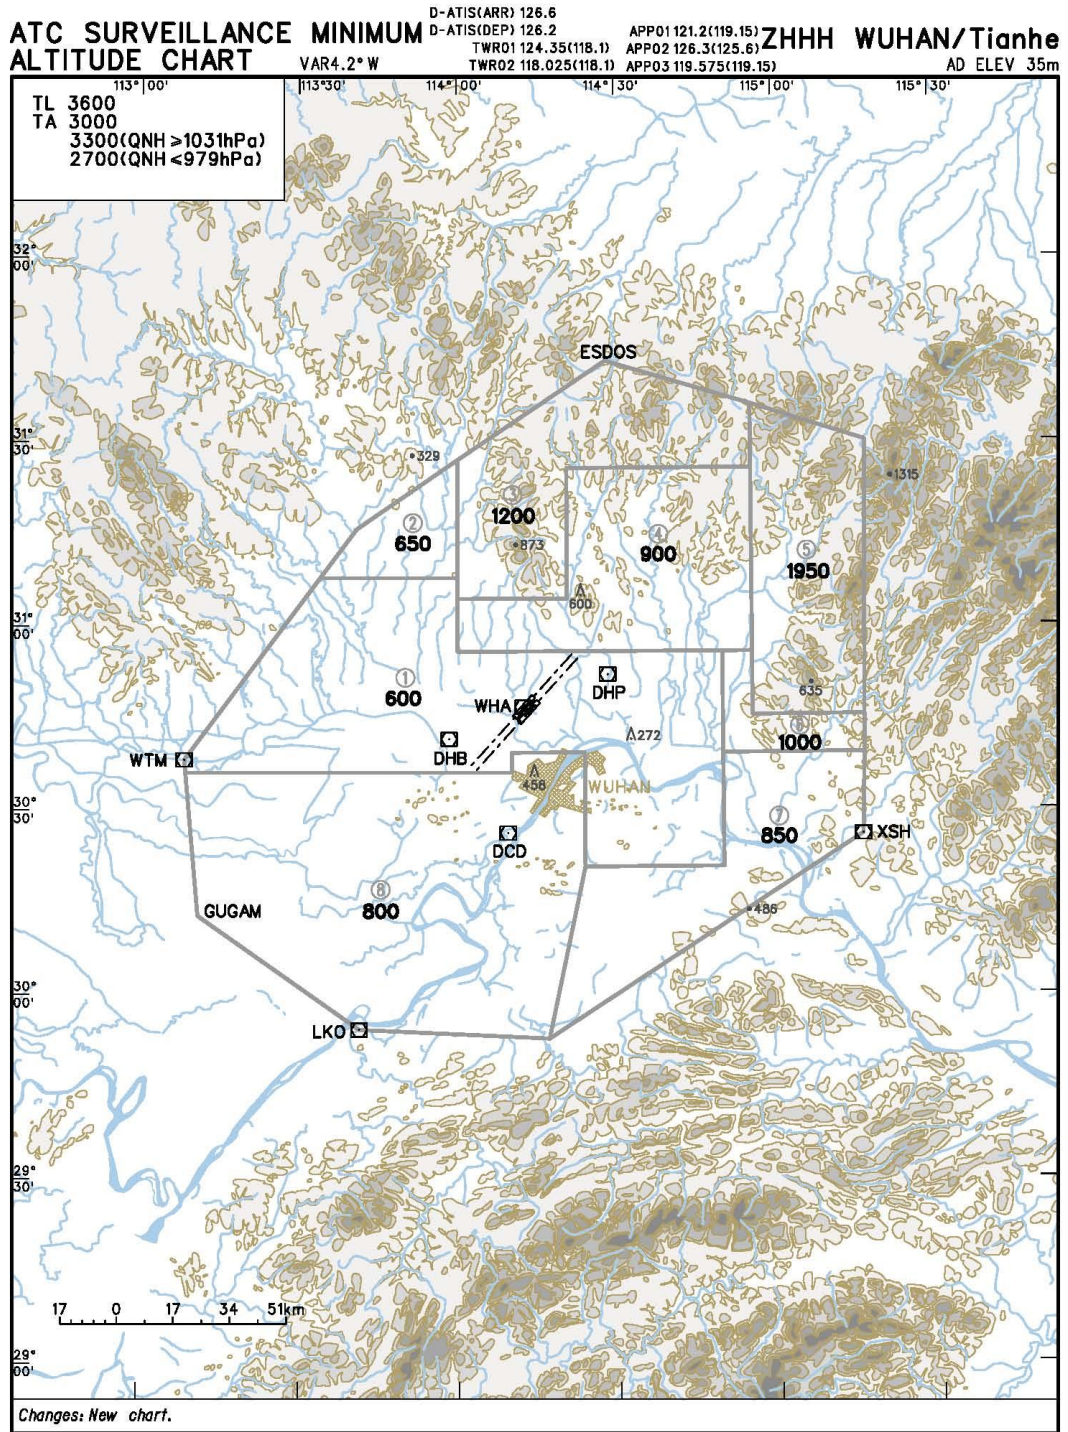 D-ATIS(ARR) 126.6
ATC SURVEILLANCE MINIMUM D-ATIS(DEP) 126.2 APP01 121.2(119.15) ZHHH WUHAN/Tianhe
TWR01 124.35(118.1) APP02 126.3(125.6)
ALTITUDE CHART VAR4.2° W TWR02 118.025(118.1) APP03 119.575(119.15) AD ELEV 35m
113°00' 113°30' 114°00' 114°30' 115°00' 115°30'
TL 3600
TA 3000
3300(QNH ≥1031hPa)
2700(QNH <979hPa)
32°
00'
ESDOS
31°
30'
329
1315
③
1200
②
650
④
900
873
⑤
1950
600
31°
00'
①
600
DHP
635
WHA
272
⑥
1000
WTM
DHB
458
WUHAN
30°
30'
⑦
850
XSH
DCD
⑧
800
486
GUGAM
30°
00'
LKO
29°
30'
17 0 17 34 51km
29°
00'
Changes: New chart.